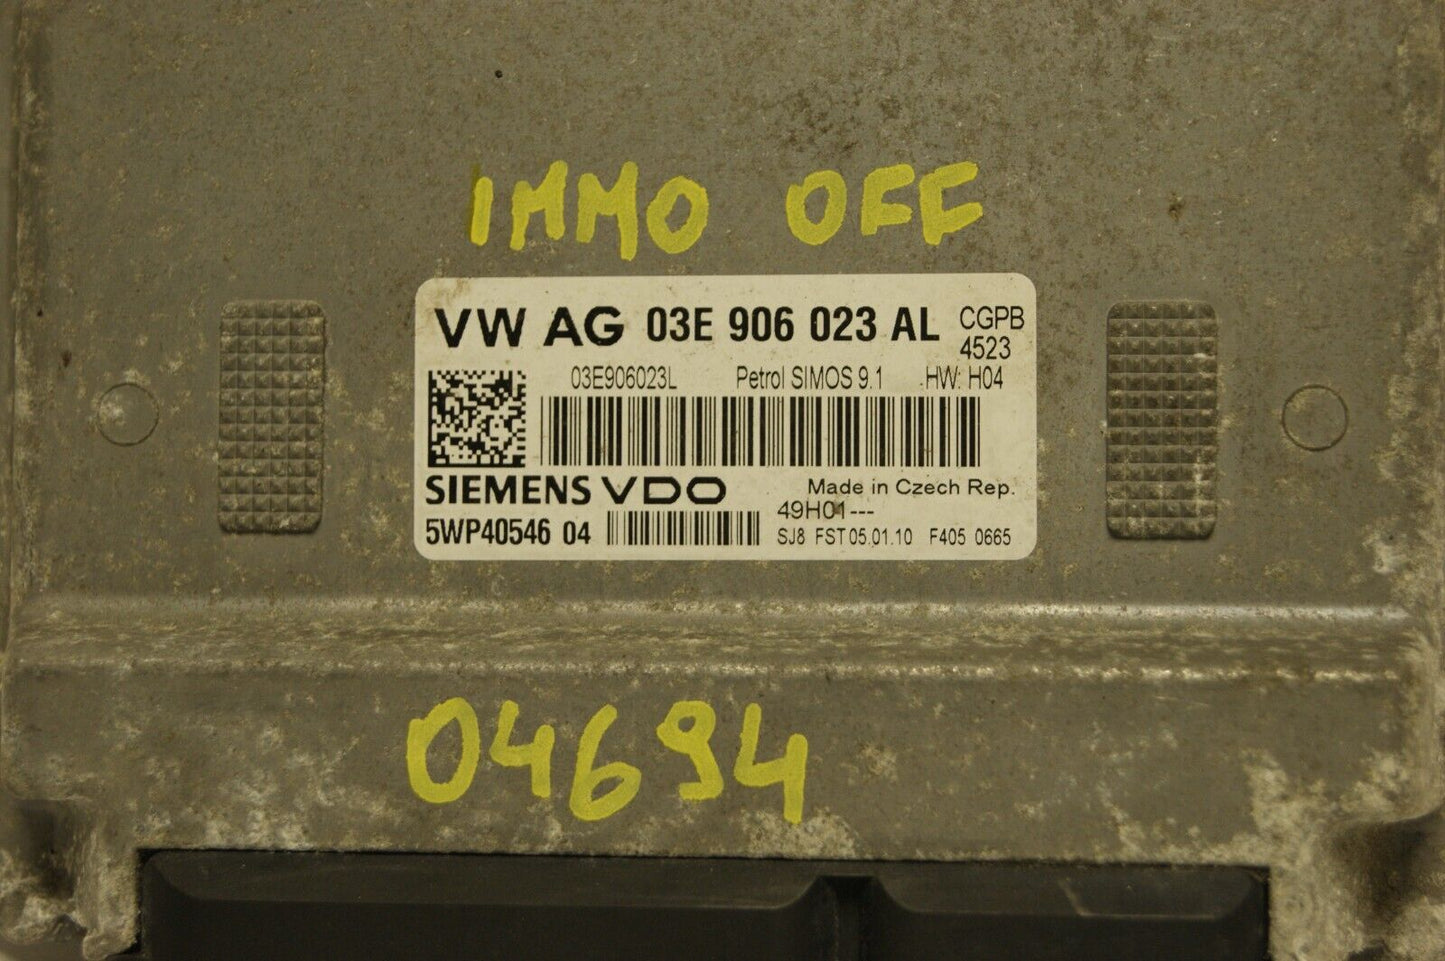 IMMO OFF
VW AG 03E 906 023 AL CGPB
4523
03E906023L Petrol SIMOS 9.1 HW: H04
SIEMENS VDO Made in Czech Rep.
49H01---
5WP40546 04 SJ8 FST 05.01.10 F405 0665
04694